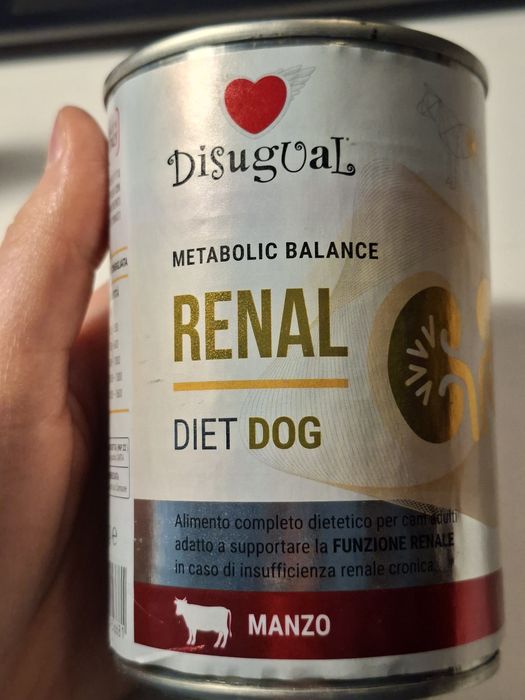 DisuguaL
METABOLIC BALANCE
RENAL
DIET DOG
Alimento completo dietetico per cani adulti
adatto a supportare la FUNZIONE RENALE
in caso di insufficienza renale cronica.
MANZO